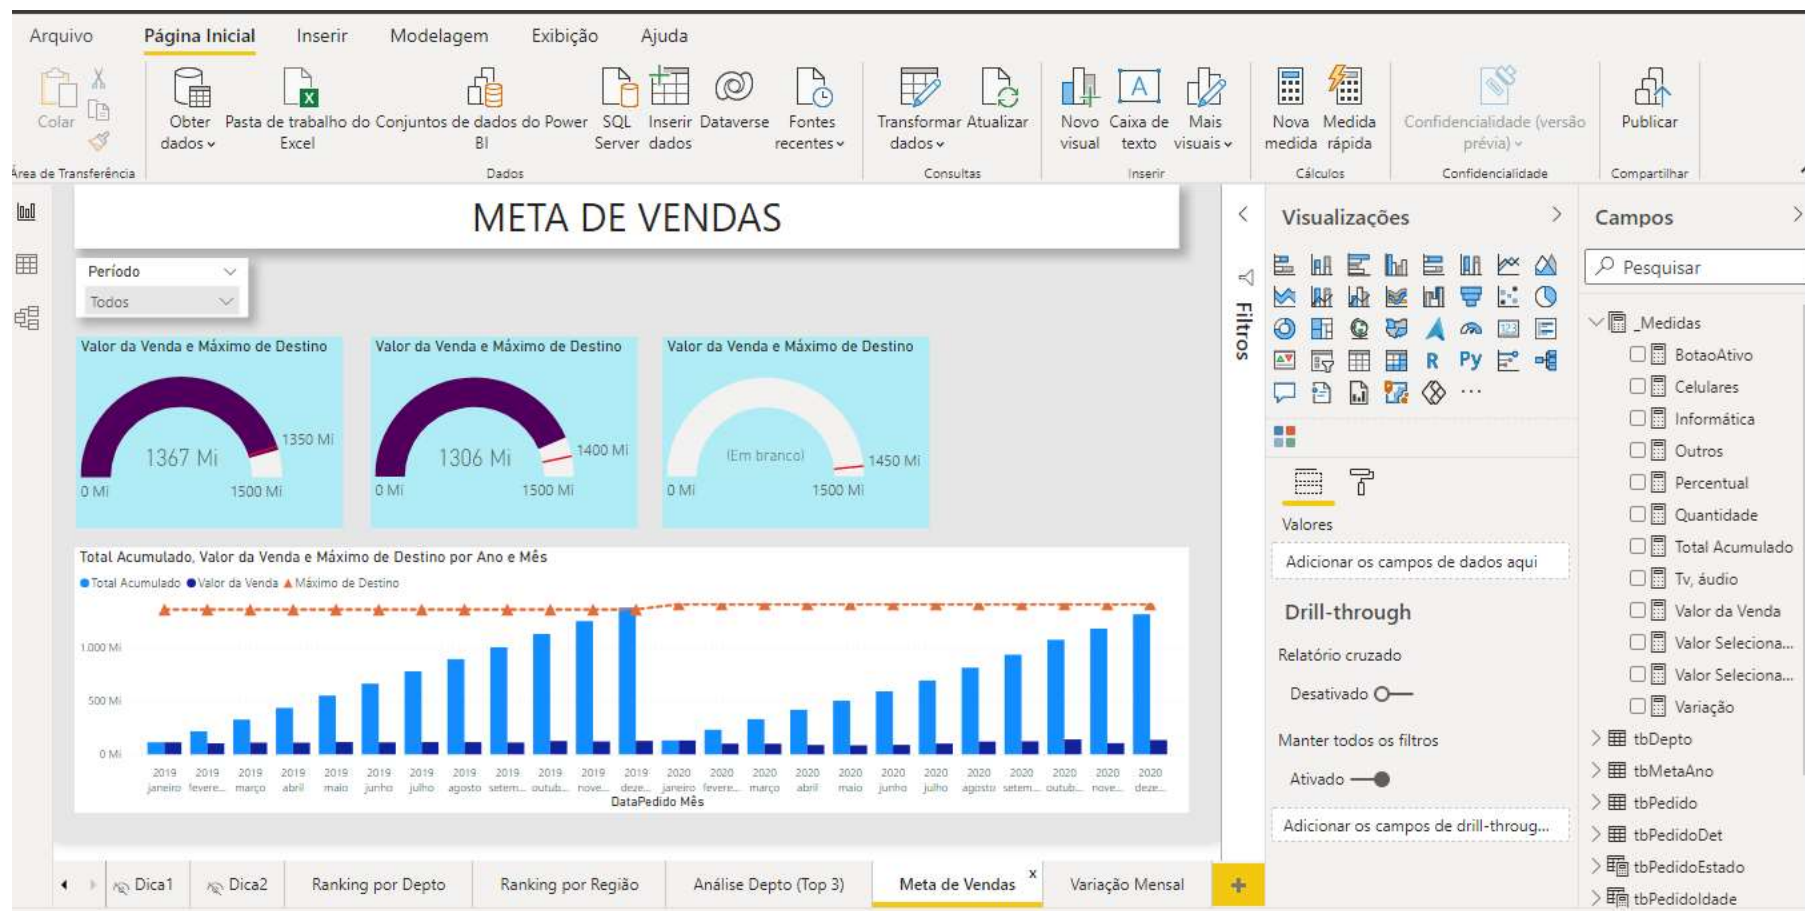 Arquivo Página Inicial Inserir Modelagem Exibição Ajuda
Colar
Obter dados
Pasta de trabalho do Excel
Conjuntos de dados do Power BI
SQL Server
Inserir dados
Dataverse
Fontes recentes
Transformar dados
Atualizar
Novo visual
Caixa de texto
Mais visuais
Nova medida
Medida rápida
Confidencialidade (versão prévia)
Publicar
Área de Transferência Dados Consultas Inserir Cálculos Confidencialidade Compartilhar
META DE VENDAS
Período
Todos
Valor da Venda e Máximo de Destino
1350 Mi
1367 Mi
0 Mi 1500 Mi
Valor da Venda e Máximo de Destino
1400 Mi
1306 Mi
0 Mi 1500 Mi
Valor da Venda e Máximo de Destino
(Em branco)
1450 Mi
0 Mi 1500 Mi
Total Acumulado, Valor da Venda e Máximo de Destino por Ano e Mês
Total Acumulado Valor da Venda Máximo de Destino
1.000 Mi
500 Mi
0 Mi
2019 2019 2019 2019 2019 2019 2019 2019 2019 2019 2019 2019 2020 2020 2020 2020 2020 2020 2020 2020 2020 2020 2020 2020
janeiro fevere... março abril maio junho julho agosto setem... outub... nove... deze... janeiro fevere... março abril maio junho julho agosto setem... outub... nove... deze...
DataPedido Mês
Filtros
Visualizações
123
R Py
Valores
Adicionar os campos de dados aqui
Drill-through
Relatório cruzado
Desativado
Manter todos os filtros
Ativado
Adicionar os campos de drill-throug...
Campos
Pesquisar
_Medidas
BotaoAtivo
Celulares
Informática
Outros
Percentual
Quantidade
Total Acumulado
Tv, áudio
Valor da Venda
Valor Seleciona...
Valor Seleciona...
Variação
tbDepto
tbMetaAno
tbPedido
tbPedidoDet
tbPedidoEstado
tbPedidoIdade
Dica1 Dica2 Ranking por Depto Ranking por Região Análise Depto (Top 3) Meta de Vendas x Variação Mensal +